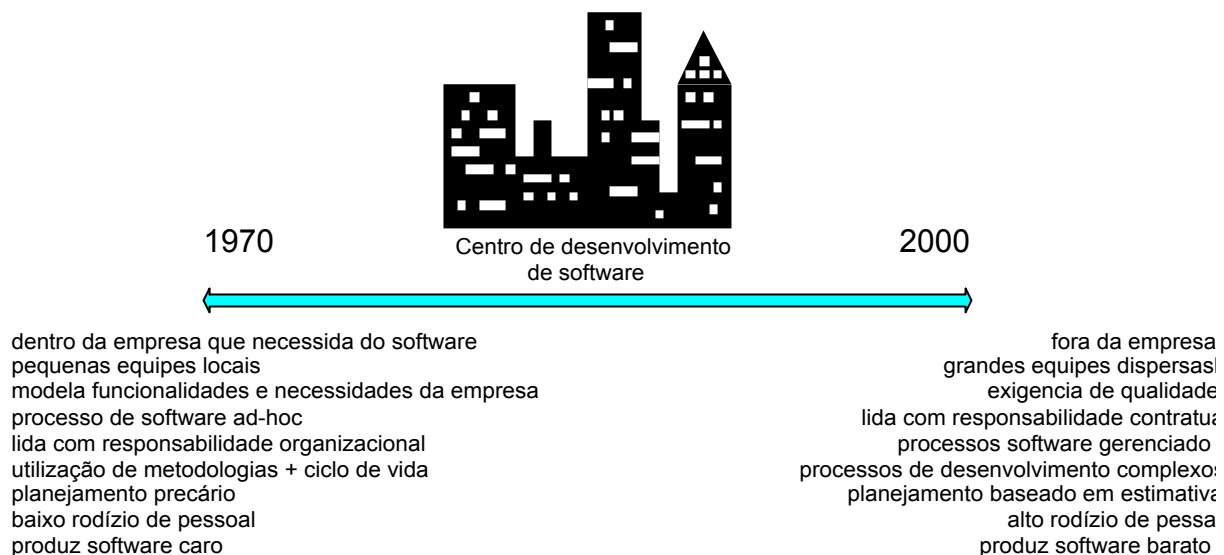 1970
Centro de desenvolvimento
de software
2000
dentro da empresa que necessida do software
pequenas equipes locais
modela funcionalidades e necessidades da empresa
processo de software ad-hoc
lida com responsabilidade organizacional
utilização de metodologias + ciclo de vida
planejamento precário
baixo rodízio de pessoal
produz software caro
fora da empresa
grandes equipes
exigencia de qualidade
lida com responsabilidade
processos software gerenciado
processos de desenvolvimento complexos
planejamento baseado em estimativa
alto rodízio de
produz software barato